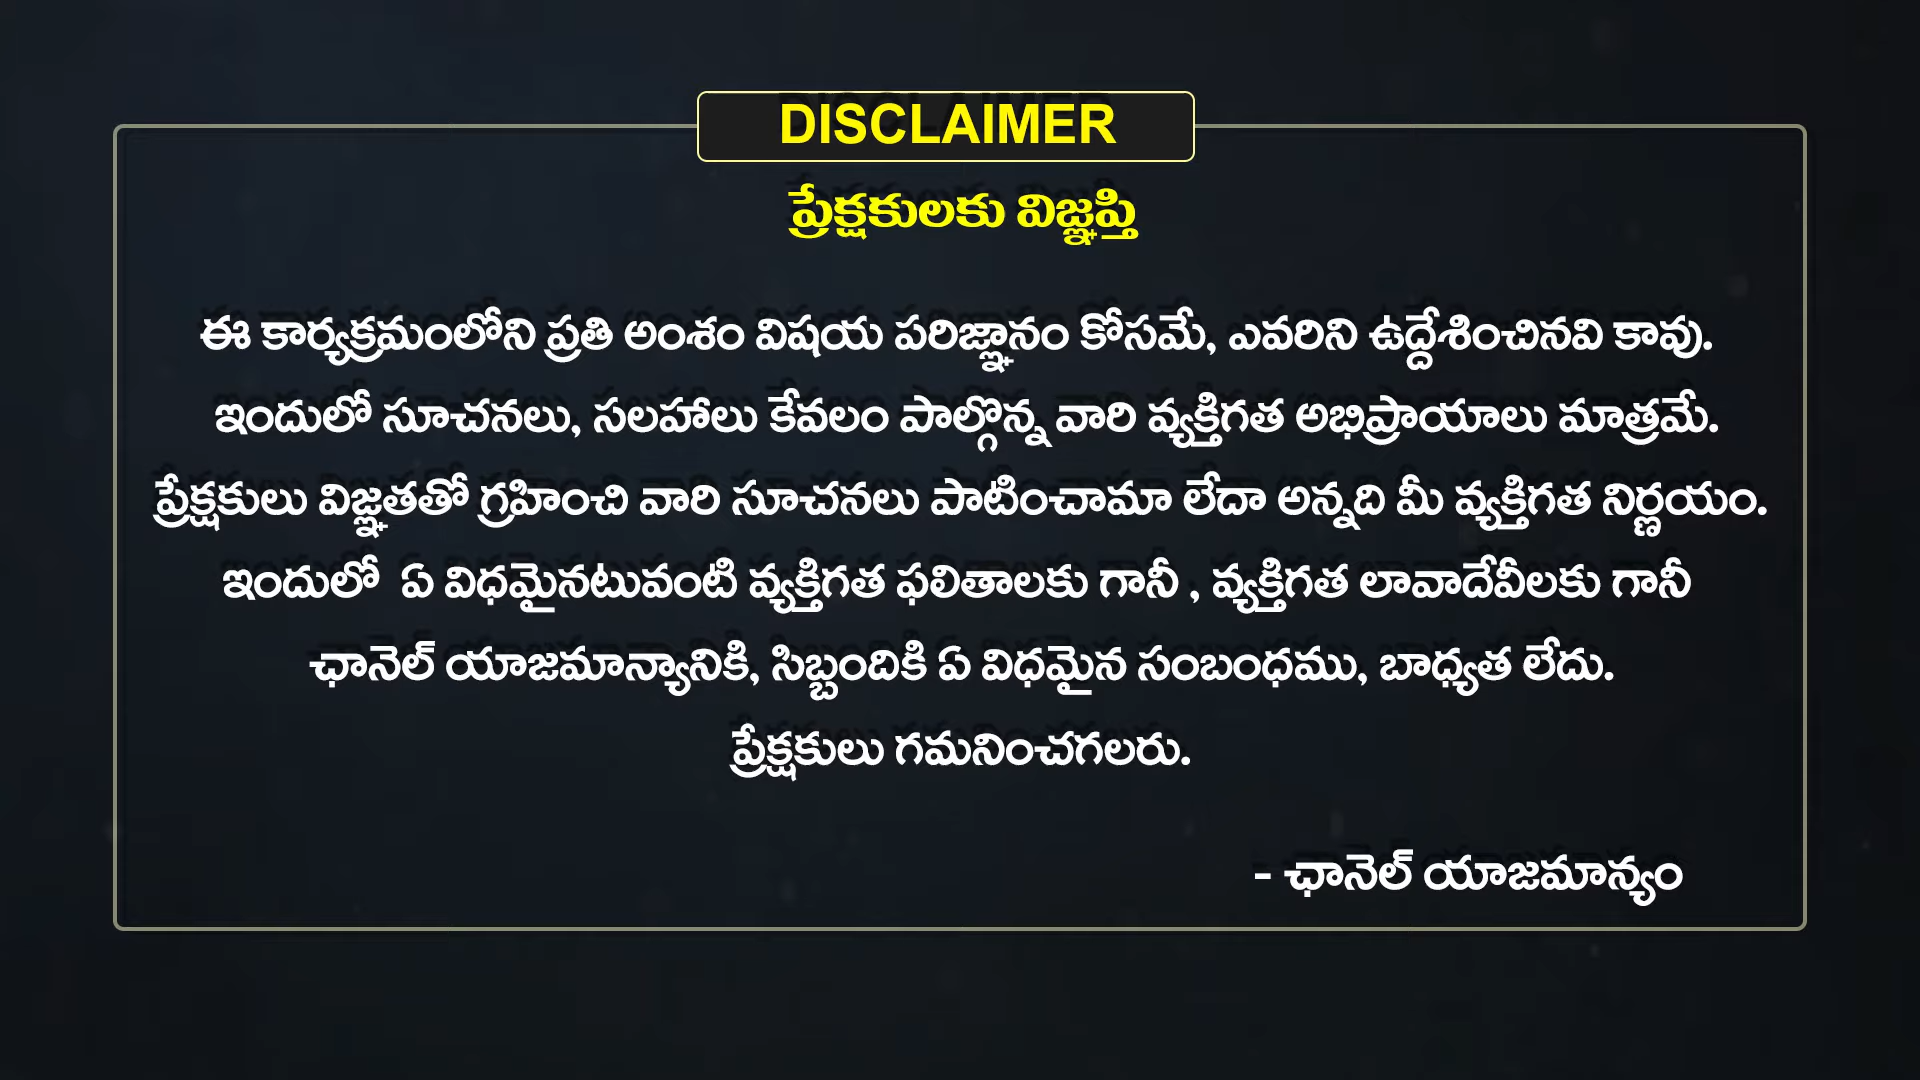 DISCLAIMER
ప్రేక్షకులకు విజ్ఞప్తి
ఈ కార్యక్రమంలోని ప్రతి అంశం విషయ పరిజ్ఞానం కోసమే, ఎవరిని ఉద్దేశించినవి కావు.
ఇందులో సూచనలు, సలహాలు కేవలం పాల్గొన్న వారి వ్యక్తిగత అభిప్రాయాలు మాత్రమే.
ప్రేక్షకులు విజ్ఞతతో గ్రహించి వారి సూచనలు పాటించామా లేదా అన్నది మీ వ్యక్తిగత నిర్ణయం.
ఇందులో ఏ విధమైనటువంటి వ్యక్తిగత ఫలితాలకు గానీ , వ్యక్తిగత లావాదేవీలకు గానీ
ఛానెల్ యాజమాన్యానికి, సిబ్బందికి ఏ విధమైన సంబంధము, బాధ్యత లేదు.
ప్రేక్షకులు గమనించగలరు.
- ఛానెల్ యాజమాన్యం